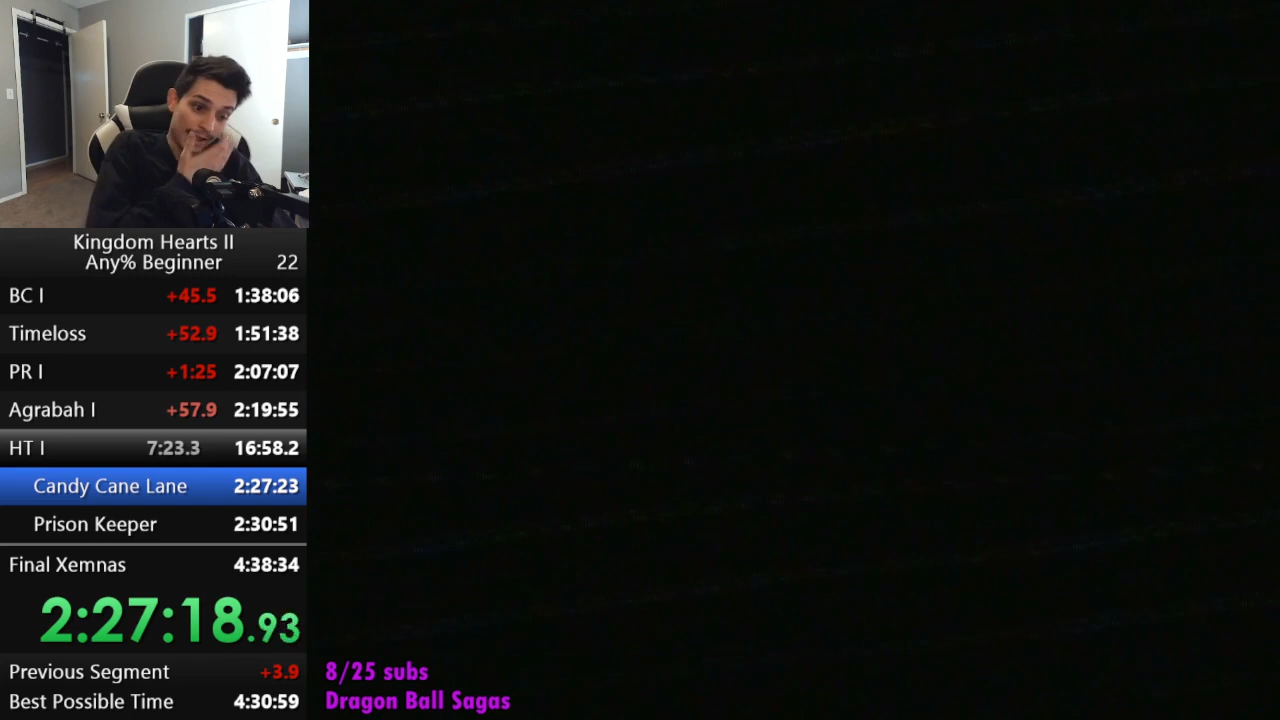 Kingdom Hearts II
Any% Beginner 22
BC I +45.5 1:38:06
Timeloss +52.9 1:51:38
PR I +1:25 2:07:07
Agrabah I +57.9 2:19:55
HT I 7:23.3 16:58.2
Candy Cane Lane 2:27:23
Prison Keeper 2:30:51
Final Xemnas 4:38:34
2:27:18.93
Previous Segment +3.9
Best Possible Time 4:30:59
8/25 subs
Dragon Ball Sagas